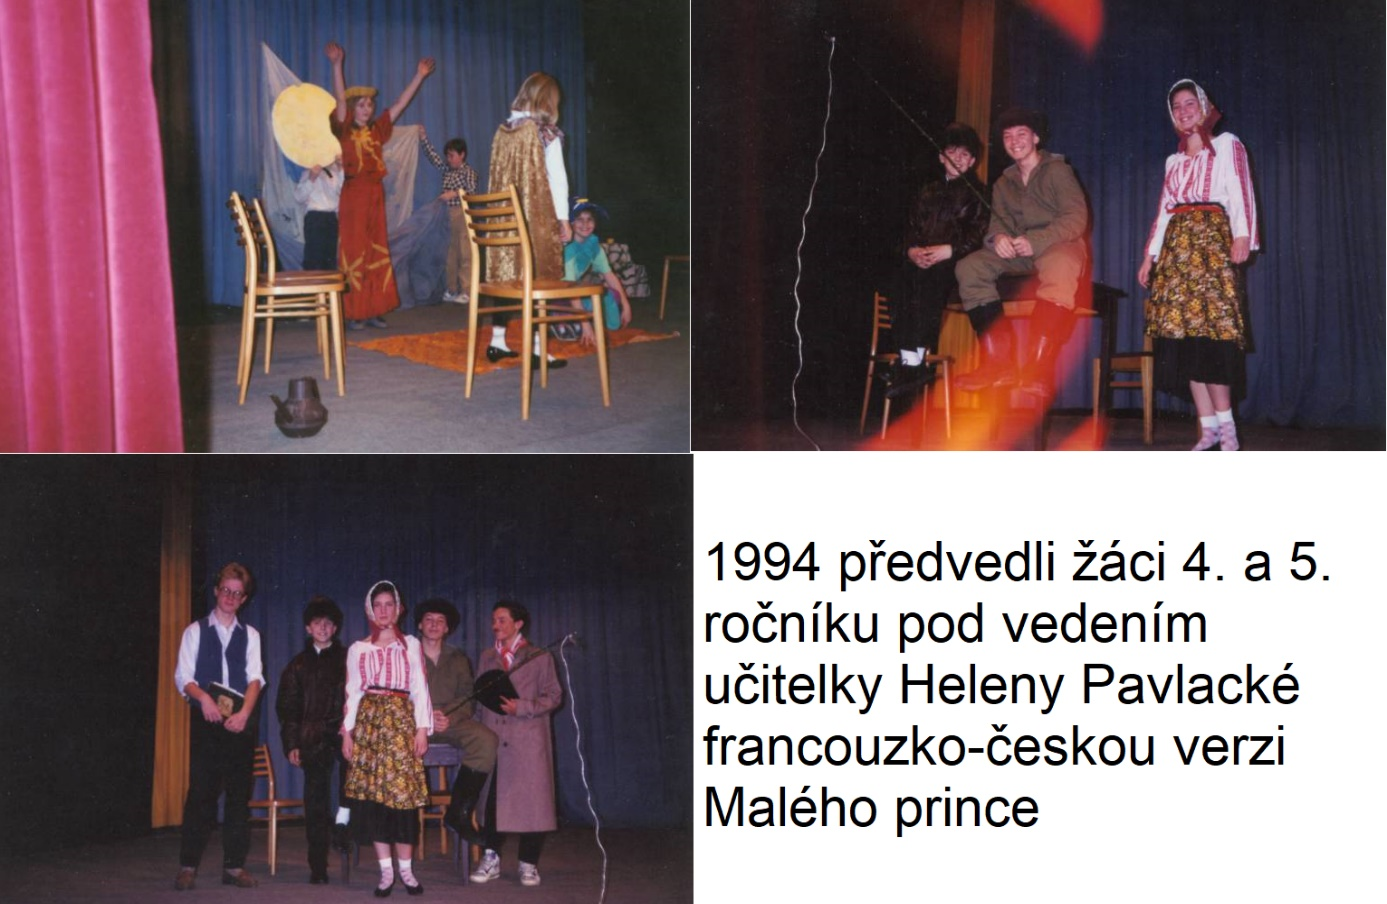 1994 předvedli žáci 4. a 5.
ročníku pod vedením
učitelky Heleny Pavlacké
francouzko-českou verzi
Malého prince